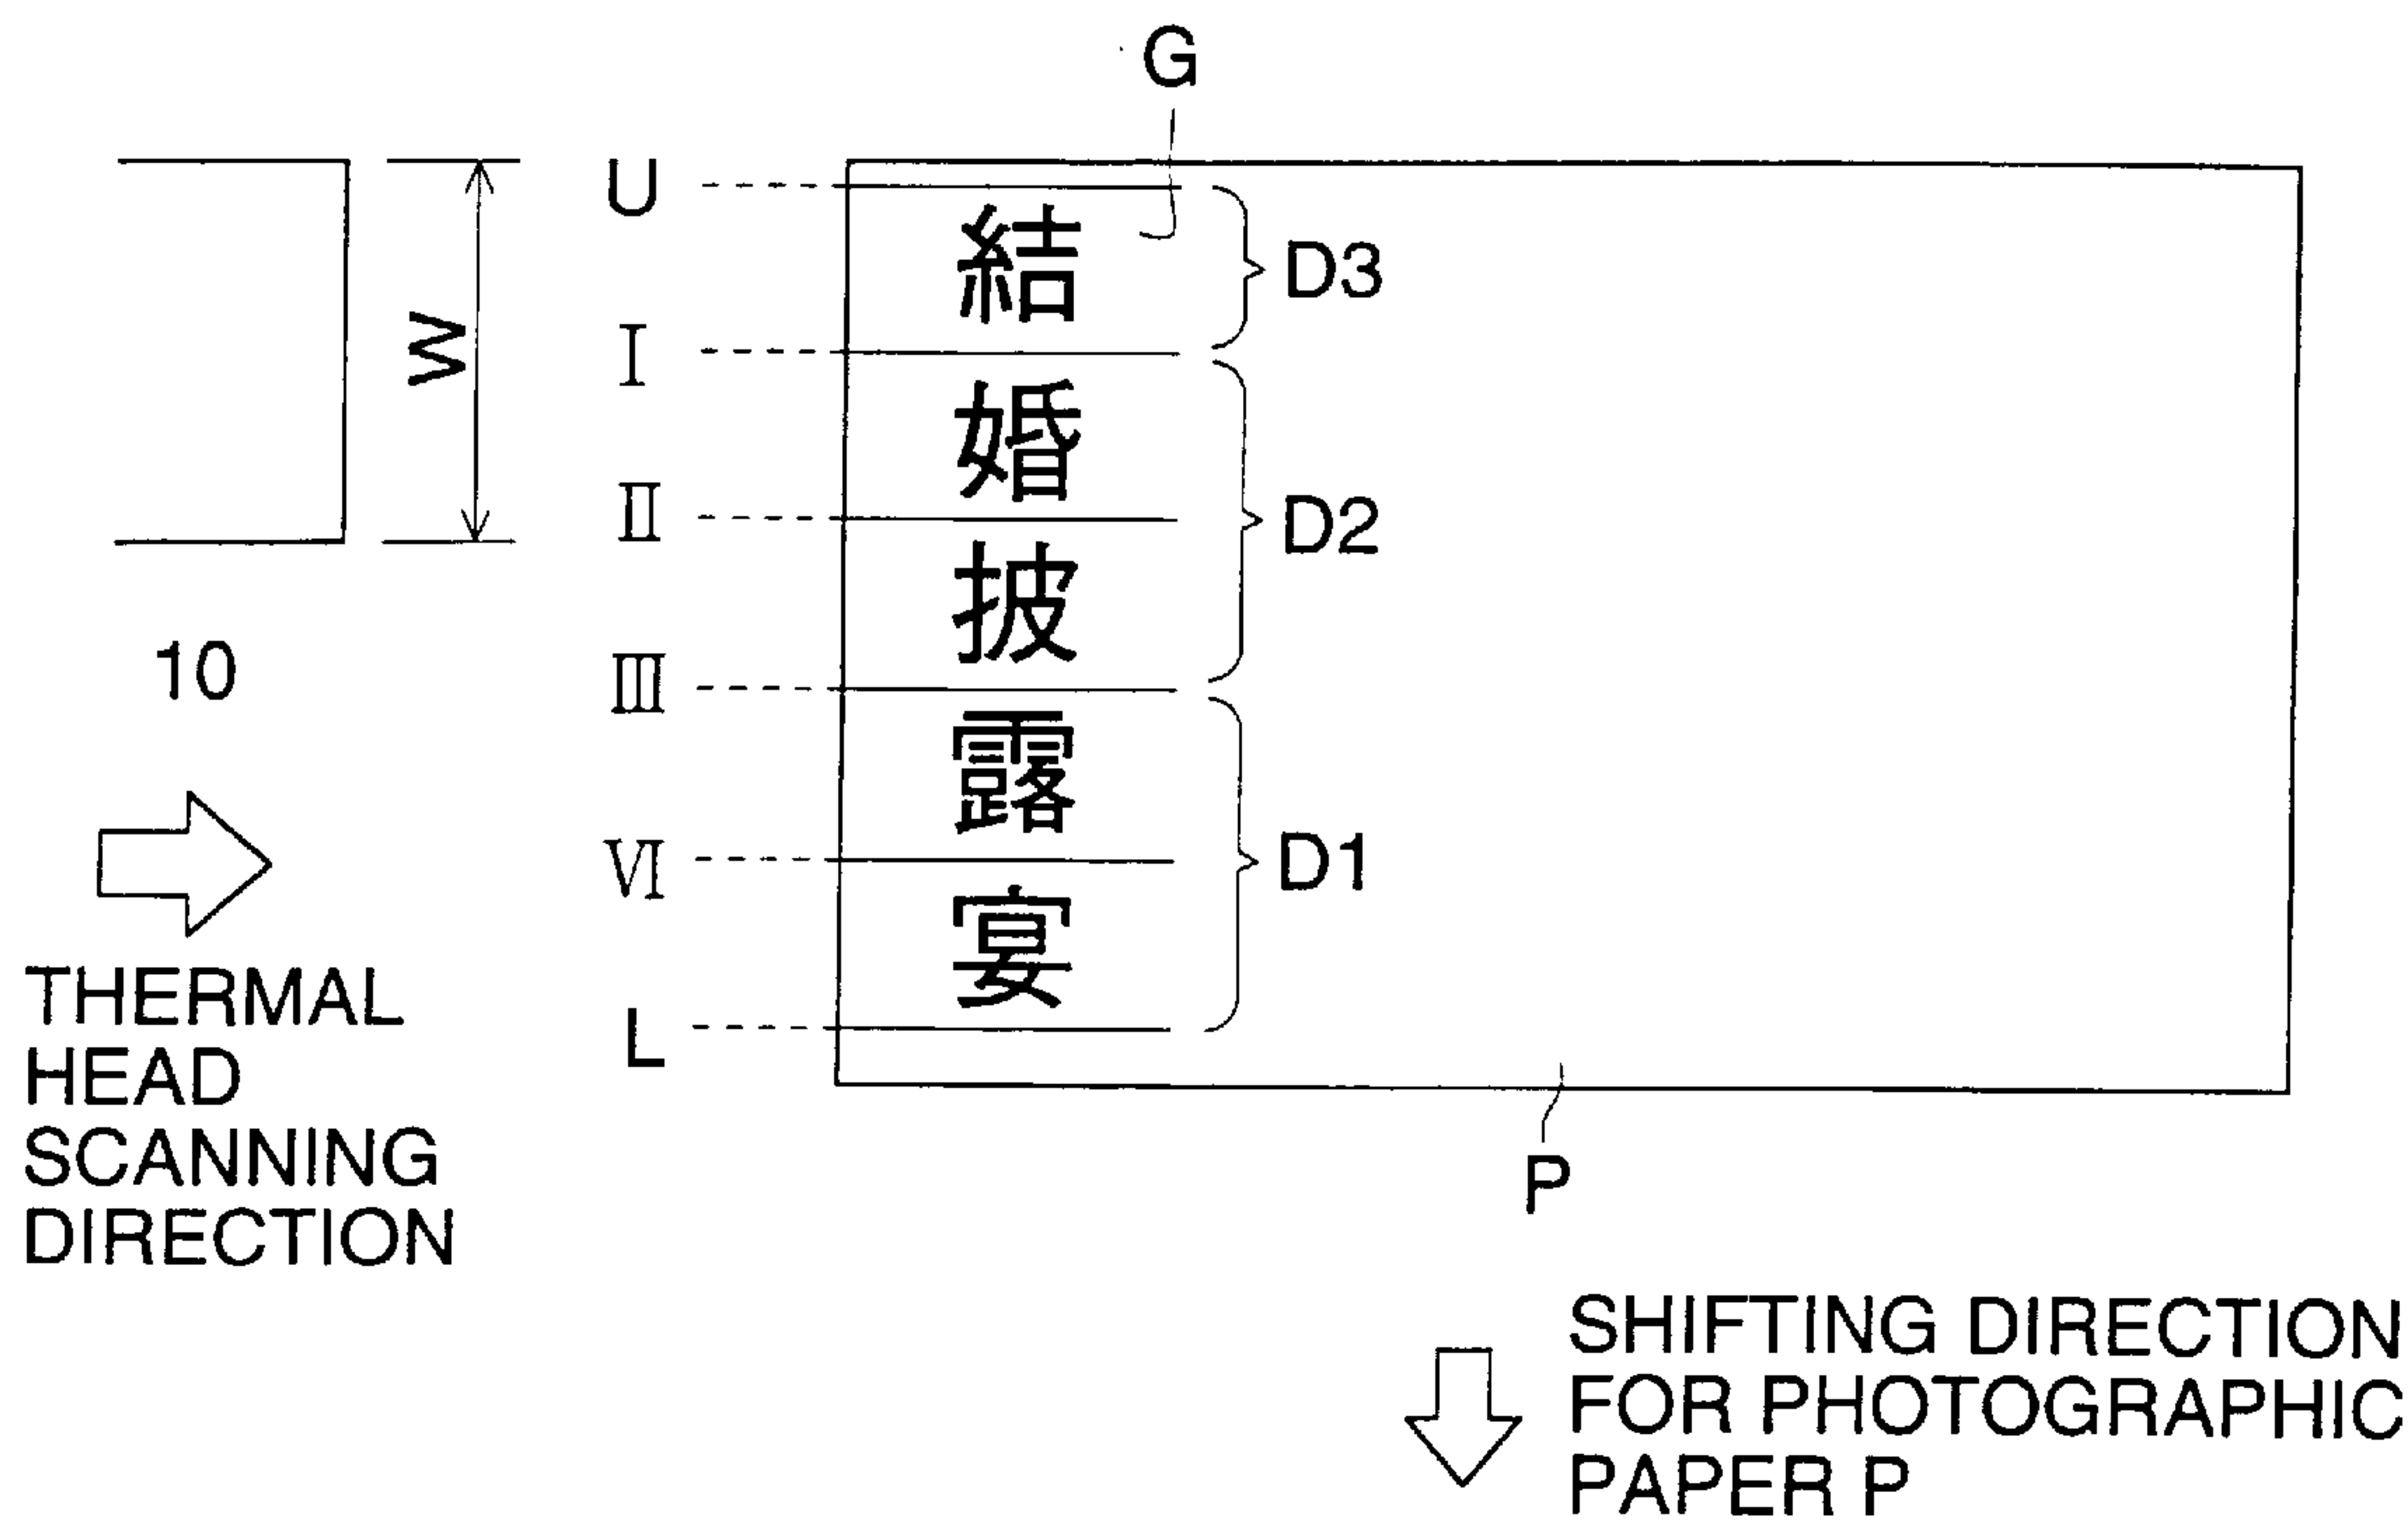 G
U
結
D3
I
W
婚
II
D2
披
10
III
露
VI
D1
宴
THERMAL
HEAD
SCANNING
DIRECTION
L
P
SHIFTING DIRECTION
FOR PHOTOGRAPHIC
PAPER P